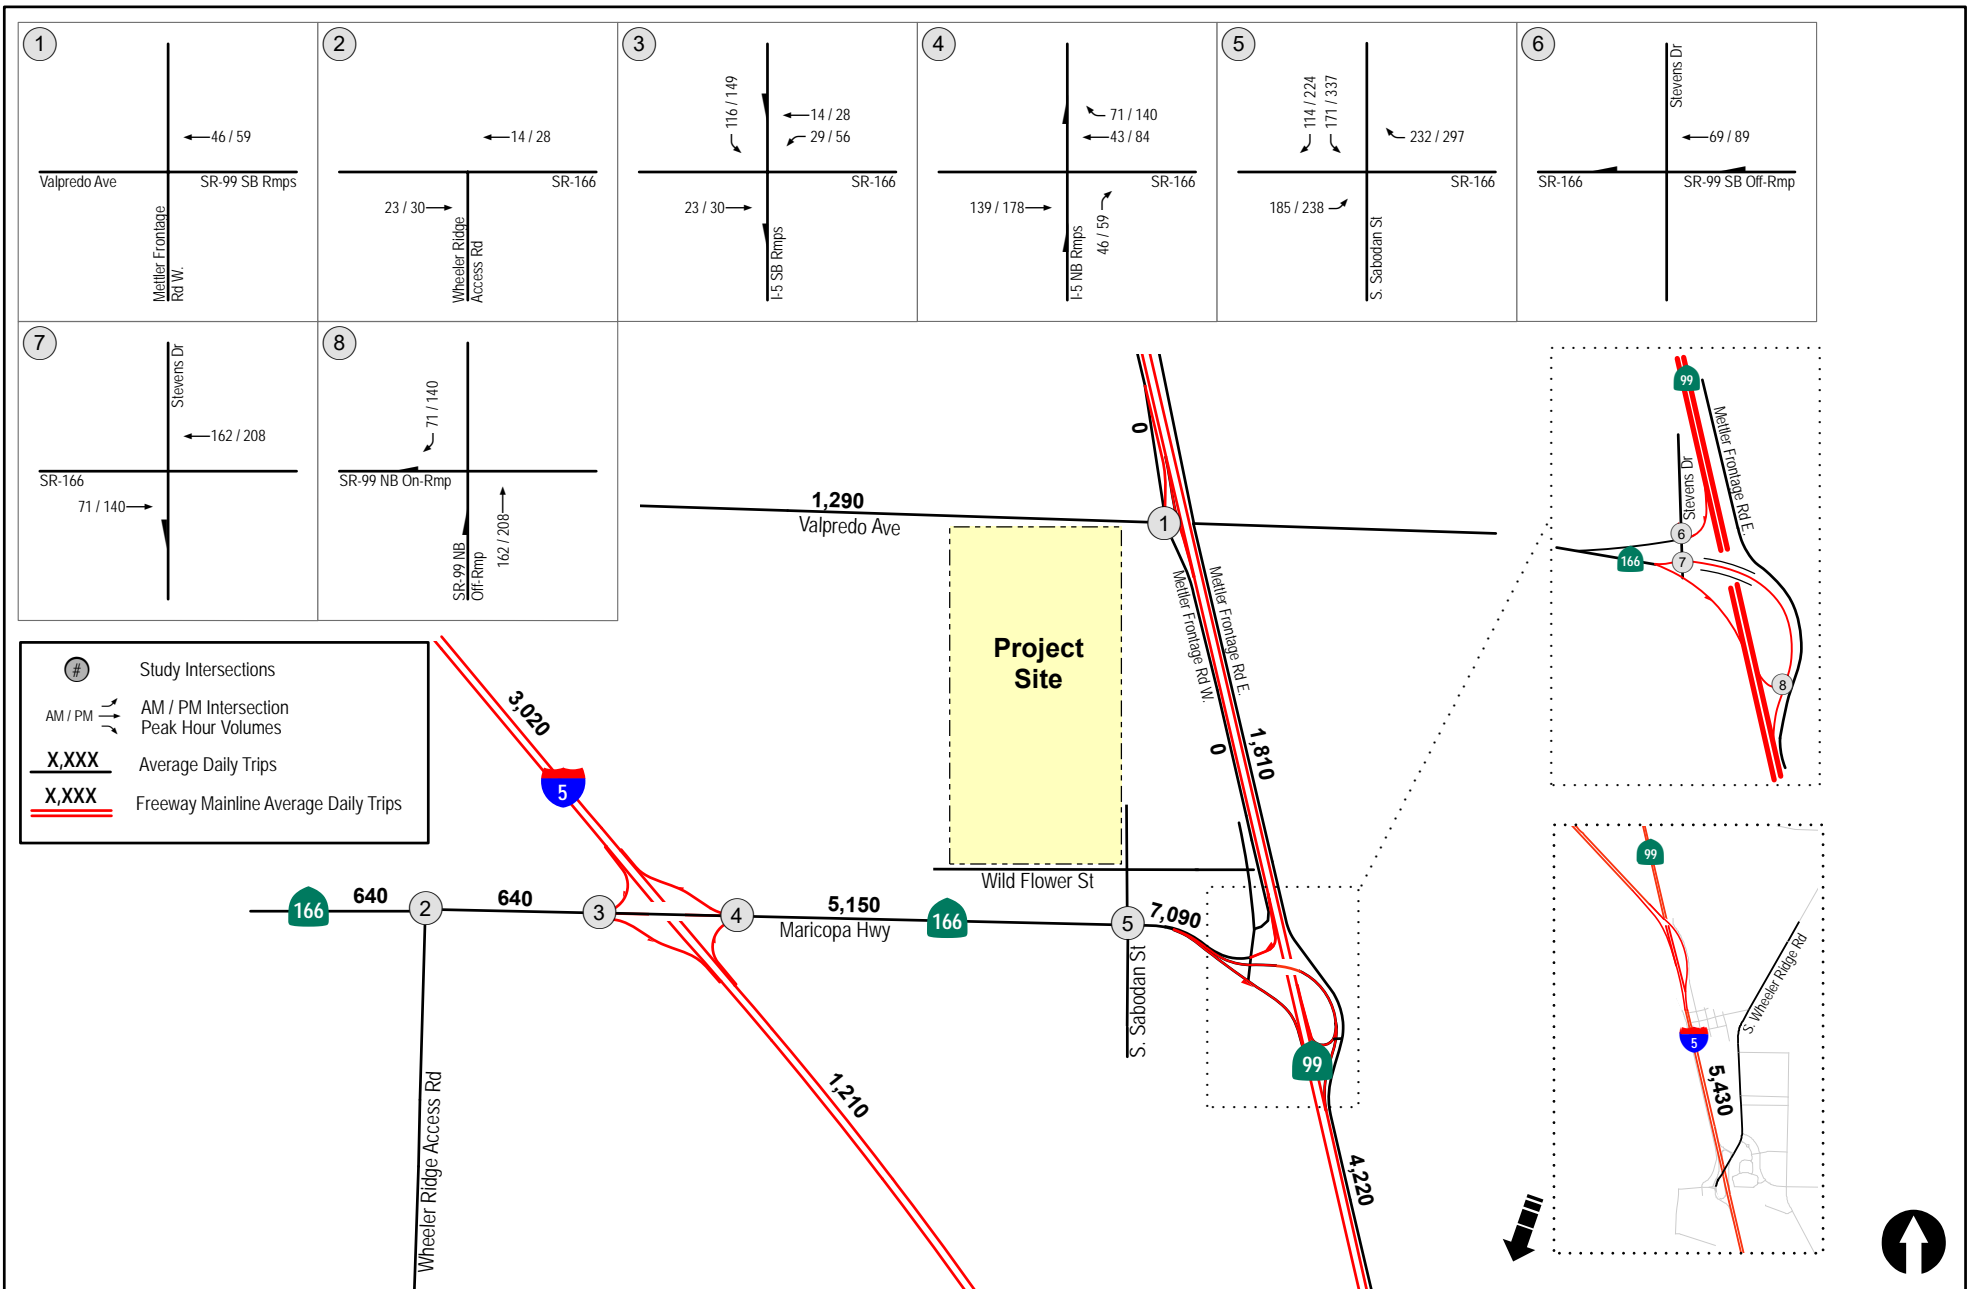 1
46 / 59
Valpredo Ave
SR-99 SB Rmps
Mettler Frontage
Rd W.
2
14 / 28
SR-166
23 / 30
Wheeler Ridge
Access Rd
3
116 / 149
14 / 28
29 / 56
SR-166
23 / 30
I-5 SB Rmps
4
71 / 140
43 / 84
SR-166
139 / 178
46 / 59
I-5 NB Rmps
5
114 / 224
171 / 337
232 / 297
SR-166
185 / 238
S. Sabodan St
6
Stevens Dr
69 / 89
SR-166
SR-99 SB Off-Rmp
7
Stevens Dr
162 / 208
SR-166
71 / 140
8
71 / 140
SR-99 NB On-Rmp
162 / 208
SR-99 NB
Off-Rmp
#
Study Intersections
AM / PM
AM / PM Intersection
Peak Hour Volumes
X,XXX
Average Daily Trips
X,XXX
Freeway Mainline Average Daily Trips
0
1,290
Valpredo Ave
1
Project
Site
Mettler Frontage Rd W.
Mettler Frontage Rd E.
0
1,810
3,020
5
Wild Flower St
166
640
2
640
3
4
5,150
Maricopa Hwy
166
5
7,090
S. Sabodan St
99
1,210
4,220
Wheeler Ridge Access Rd
99
Mettler Frontage Rd E.
Stevens Dr
6
166
7
8
99
S. Wheeler Ridge Rd
5
5,430